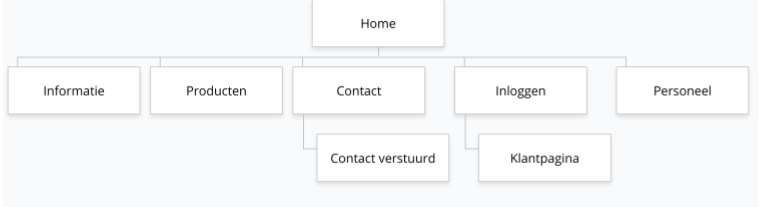 Home
Informatie
Producten
Contact
Inloggen
Personeel
Contact verstuurd
Klantpagina